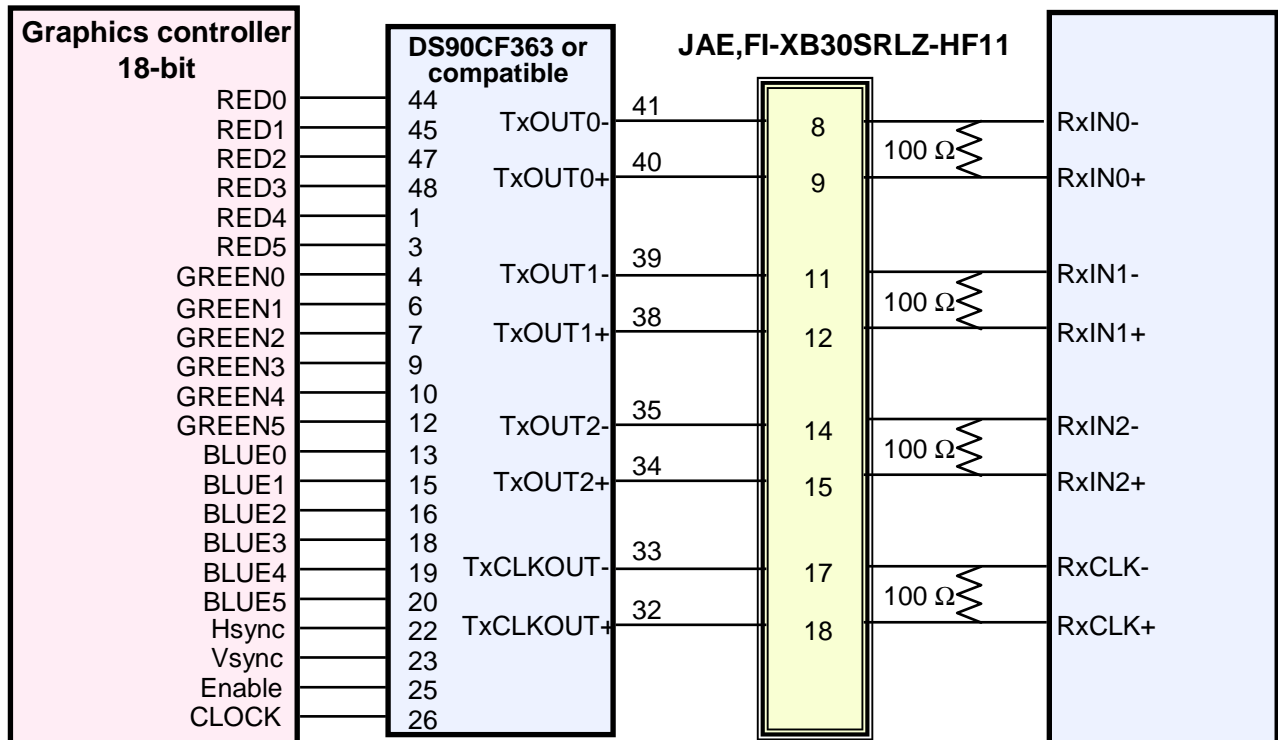 Graphics controller
18-bit
DS90CF363 or
compatible
JAE,FI-XB30SRLZ-HF11
RED0 44
RED1 45
RED2 47
RED3 48
RED4 1
RED5 3
GREEN0 4
GREEN1 6
GREEN2 7
GREEN3 9
GREEN4 10
GREEN5 12
BLUE0 13
BLUE1 15
BLUE2 16
BLUE3 18
BLUE4 19
BLUE5 20
Hsync 22
Vsync 23
Enable 25
CLOCK 26
TxOUT0- 41 8 RxIN0-
100 Ω
TxOUT0+ 40 9 RxIN0+
TxOUT1- 39 11 RxIN1-
100 Ω
TxOUT1+ 38 12 RxIN1+
TxOUT2- 35 14 RxIN2-
100 Ω
TxOUT2+ 34 15 RxIN2+
TxCLKOUT- 33 17 RxCLK-
100 Ω
TxCLKOUT+ 32 18 RxCLK+